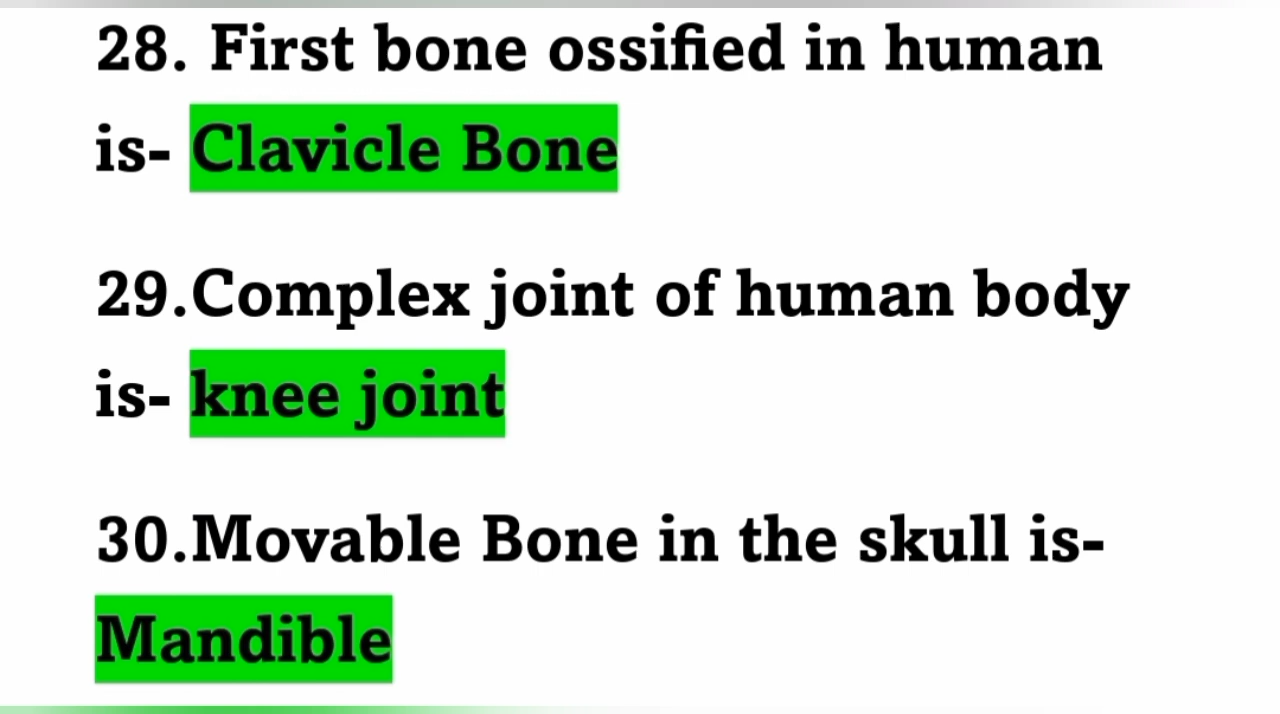 28. First bone ossified in human
is- Clavicle Bone
29.Complex joint of human body
is- knee joint
30.Movable Bone in the skull is-
Mandible